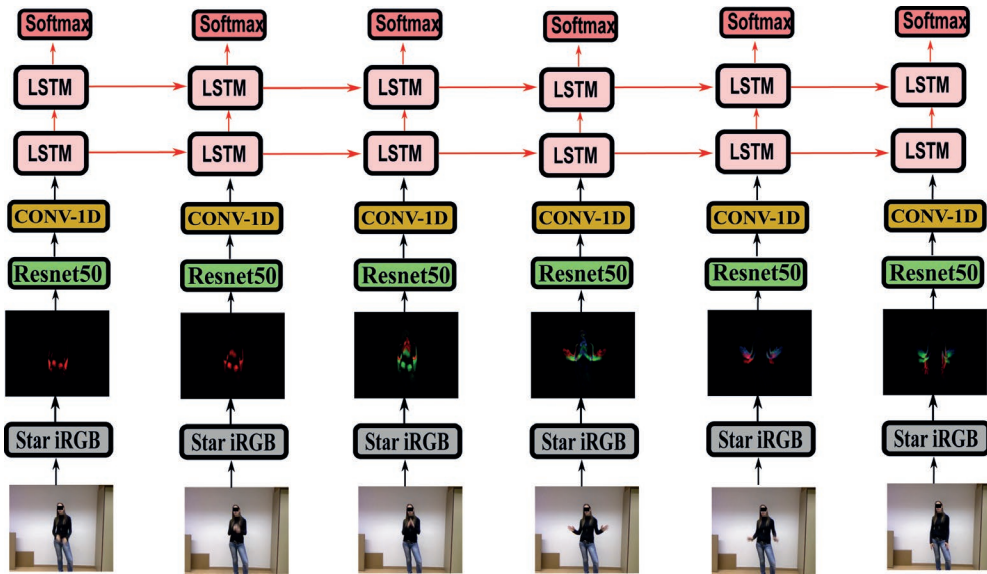 Softmax Softmax Softmax Softmax Softmax Softmax
LSTM LSTM LSTM LSTM LSTM LSTM
LSTM LSTM LSTM LSTM LSTM LSTM
CONV-1D CONV-1D CONV-1D CONV-1D CONV-1D CONV-1D
Resnet50 Resnet50 Resnet50 Resnet50 Resnet50 Resnet50
Star iRGB Star iRGB Star iRGB Star iRGB Star iRGB Star iRGB